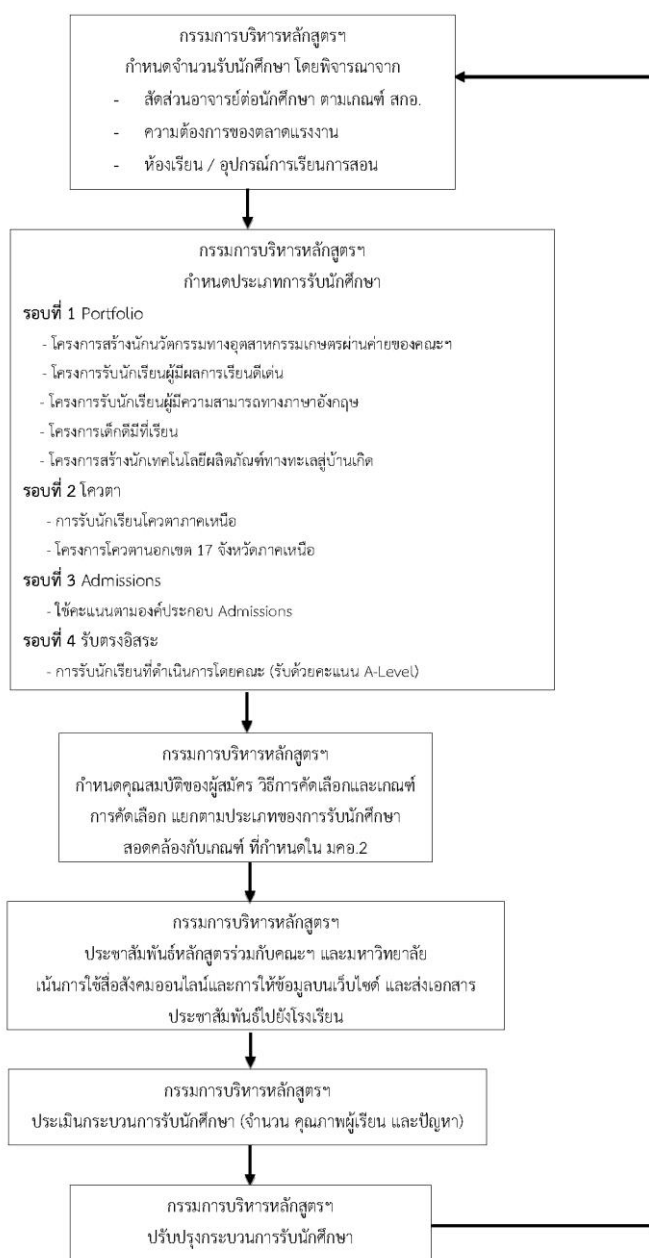 กรรมการบริหารหลักสูตรฯ
กำหนดจำนวนรับนักศึกษา โดยพิจารณาจาก
- สัดส่วนอาจารย์ต่อนักศึกษา ตามเกณฑ์ สกอ.
- ความต้องการของตลาดแรงงาน
- ห้องเรียน / อุปกรณ์การเรียนการสอน
กรรมการบริหารหลักสูตรฯ
กำหนดประเภทการรับนักศึกษา
รอบที่ 1 Portfolio
- โครงการสร้างนักนวัตกรรมทางอุตสาหกรรมเกษตรผ่านค่ายของคณะฯ
- โครงการรับนักเรียนผู้มีผลการเรียนดีเด่น
- โครงการรับนักเรียนผู้มีความสามารถทางภาษาอังกฤษ
- โครงการเด็กดีมีที่เรียน
- โครงการสร้างนักเทคโนโลยีผลิตภัณฑ์ทางทะเลสู่บ้านเกิด
รอบที่ 2 โควตา
- การรับนักเรียนโควตาภาคเหนือ
- โครงการโควตานอกเขต 17 จังหวัดภาคเหนือ
รอบที่ 3 Admissions
- ใช้คะแนนตามองค์ประกอบ Admissions
รอบที่ 4 รับตรงอิสระ
- การรับนักเรียนที่ดำเนินการโดยคณะ (รับด้วยคะแนน A-Level)
กรรมการบริหารหลักสูตรฯ
กำหนดคุณสมบัติของผู้สมัคร วิธีการคัดเลือกและเกณฑ์
การคัดเลือก แยกตามประเภทของการรับนักศึกษา
สอดคล้องกับเกณฑ์ ที่กำหนดใน มคอ.2
กรรมการบริหารหลักสูตรฯ
ประชาสัมพันธ์หลักสูตรร่วมกับคณะฯ และมหาวิทยาลัย
เน้นการใช้สื่อสังคมออนไลน์และการให้ข้อมูลบนเว็บไซต์ และส่งเอกสาร
ประชาสัมพันธ์ไปยังโรงเรียน
กรรมการบริหารหลักสูตรฯ
ประเมินกระบวนการรับนักศึกษา (จำนวน คุณภาพผู้เรียน และปัญหา)
กรรมการบริหารหลักสูตรฯ
ปรับปรุงกระบวนการรับนักศึกษา